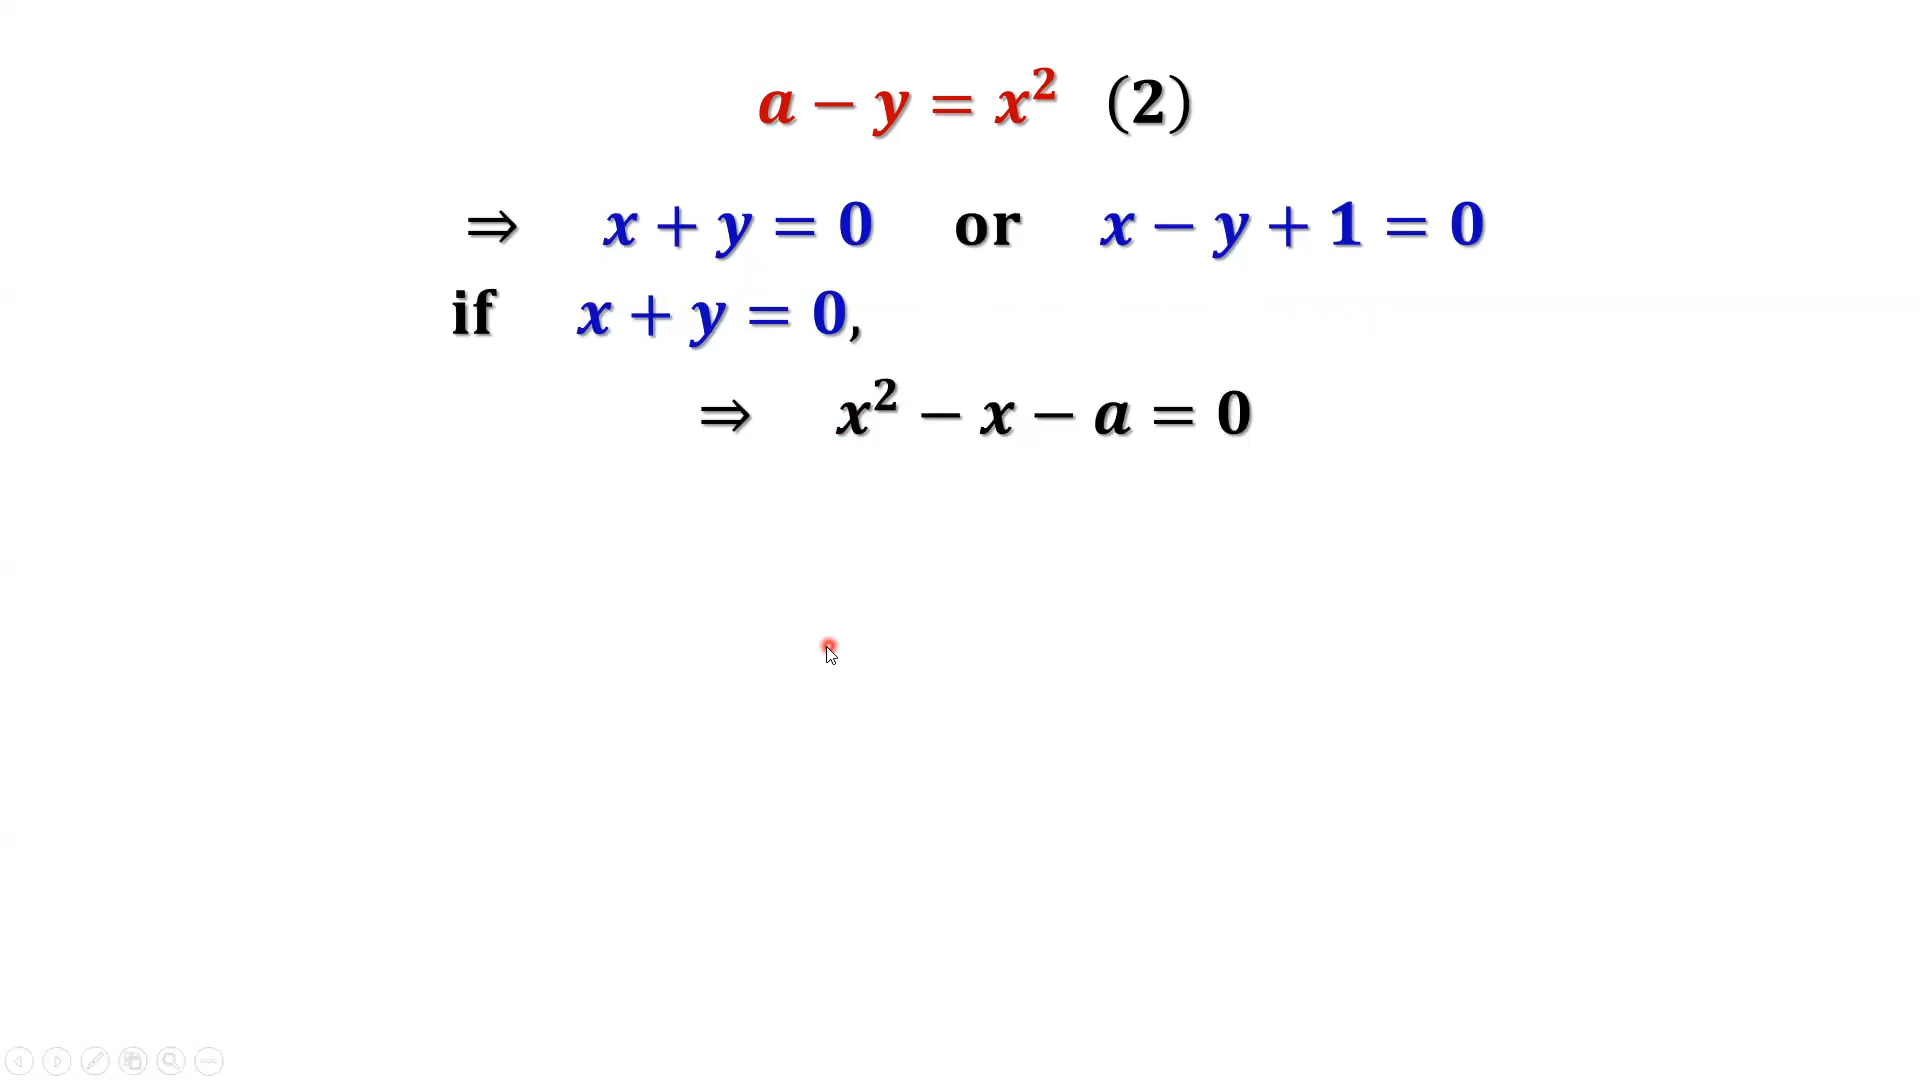 a − y = x² (2)
⇒ x + y = 0 or x − y + 1 = 0
if x + y = 0,
⇒ x² − x − a = 0